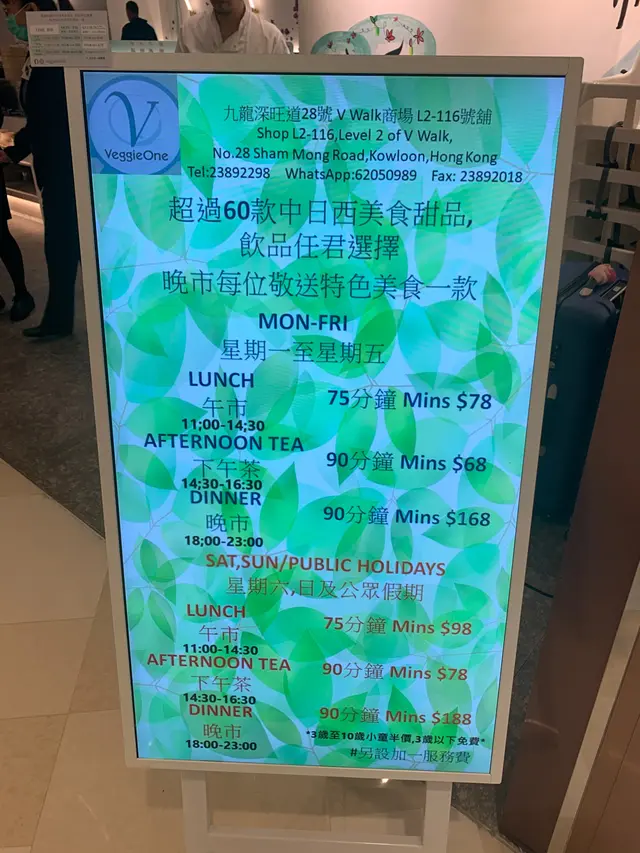 V
VeggieOne
九龍深旺道28號 V Walk商場 L2-116號舖
Shop L2-116,Level 2 of V Walk,
No.28 Sham Mong Road,Kowloon,Hong Kong
Tel:23892298 WhatsApp:62050989 Fax: 23892018
超過60款中日西美食甜品,
飲品任君選擇
晚市每位敬送特色美食一款
MON-FRI
星期一至星期五
LUNCH
午市
11;00-14;30
75分鐘 Mins $78
AFTERNOON TEA
下午茶
14;30-16:30
90分鐘 Mins $68
DINNER
晚市
18;00-23:00
90分鐘 Mins $168
SAT,SUN/PUBLIC HOLIDAYS
星期六,日及公眾假期
LUNCH
午市
11:00-14:30
75分鐘 Mins $98
AFTERNOON TEA
下午茶
14:30-16:30
90分鐘 Mins $78
DINNER
晚市
18:00-23:00
90分鐘 Mins $188
*3歲至10歲小童半價,3歲以下免費*
#另設加一服務費